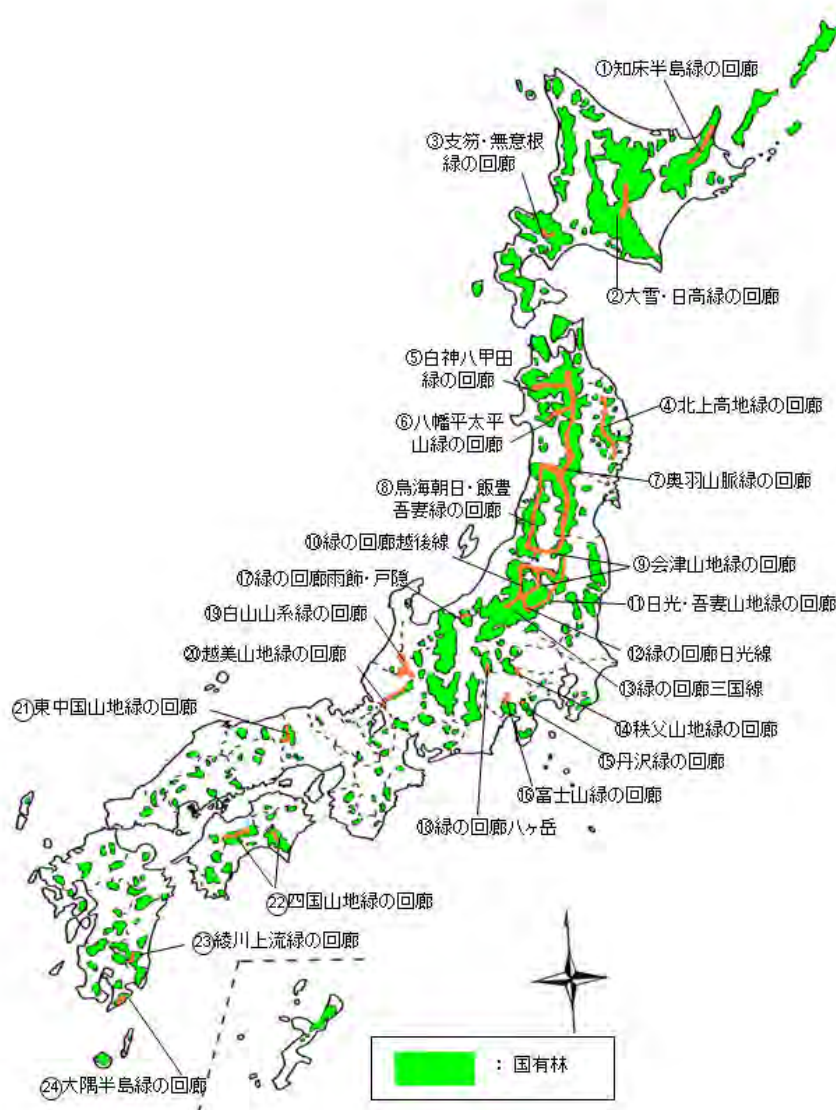 ①知床半島緑の回廊
③支笏・無意根
緑の回廊
②大雪・日高緑の回廊
⑤白神八甲田
緑の回廊
④北上高地緑の回廊
⑥八幡平太平
山緑の回廊
⑦奥羽山脈緑の回廊
⑧鳥海朝日・飯豊
吾妻緑の回廊
⑩緑の回廊越後線
⑨会津山地緑の回廊
⑰緑の回廊雨飾・戸隠
⑪日光・吾妻山地緑の回廊
⑲白山山系緑の回廊
⑫緑の回廊日光線
⑳越美山地緑の回廊
⑬緑の回廊三国線
㉑東中国山地緑の回廊
⑭秩父山地緑の回廊
⑮丹沢緑の回廊
⑯富士山緑の回廊
⑱緑の回廊八ヶ岳
㉒四国山地緑の回廊
㉓綾川上流緑の回廊
㉔大隅半島緑の回廊
：国有林